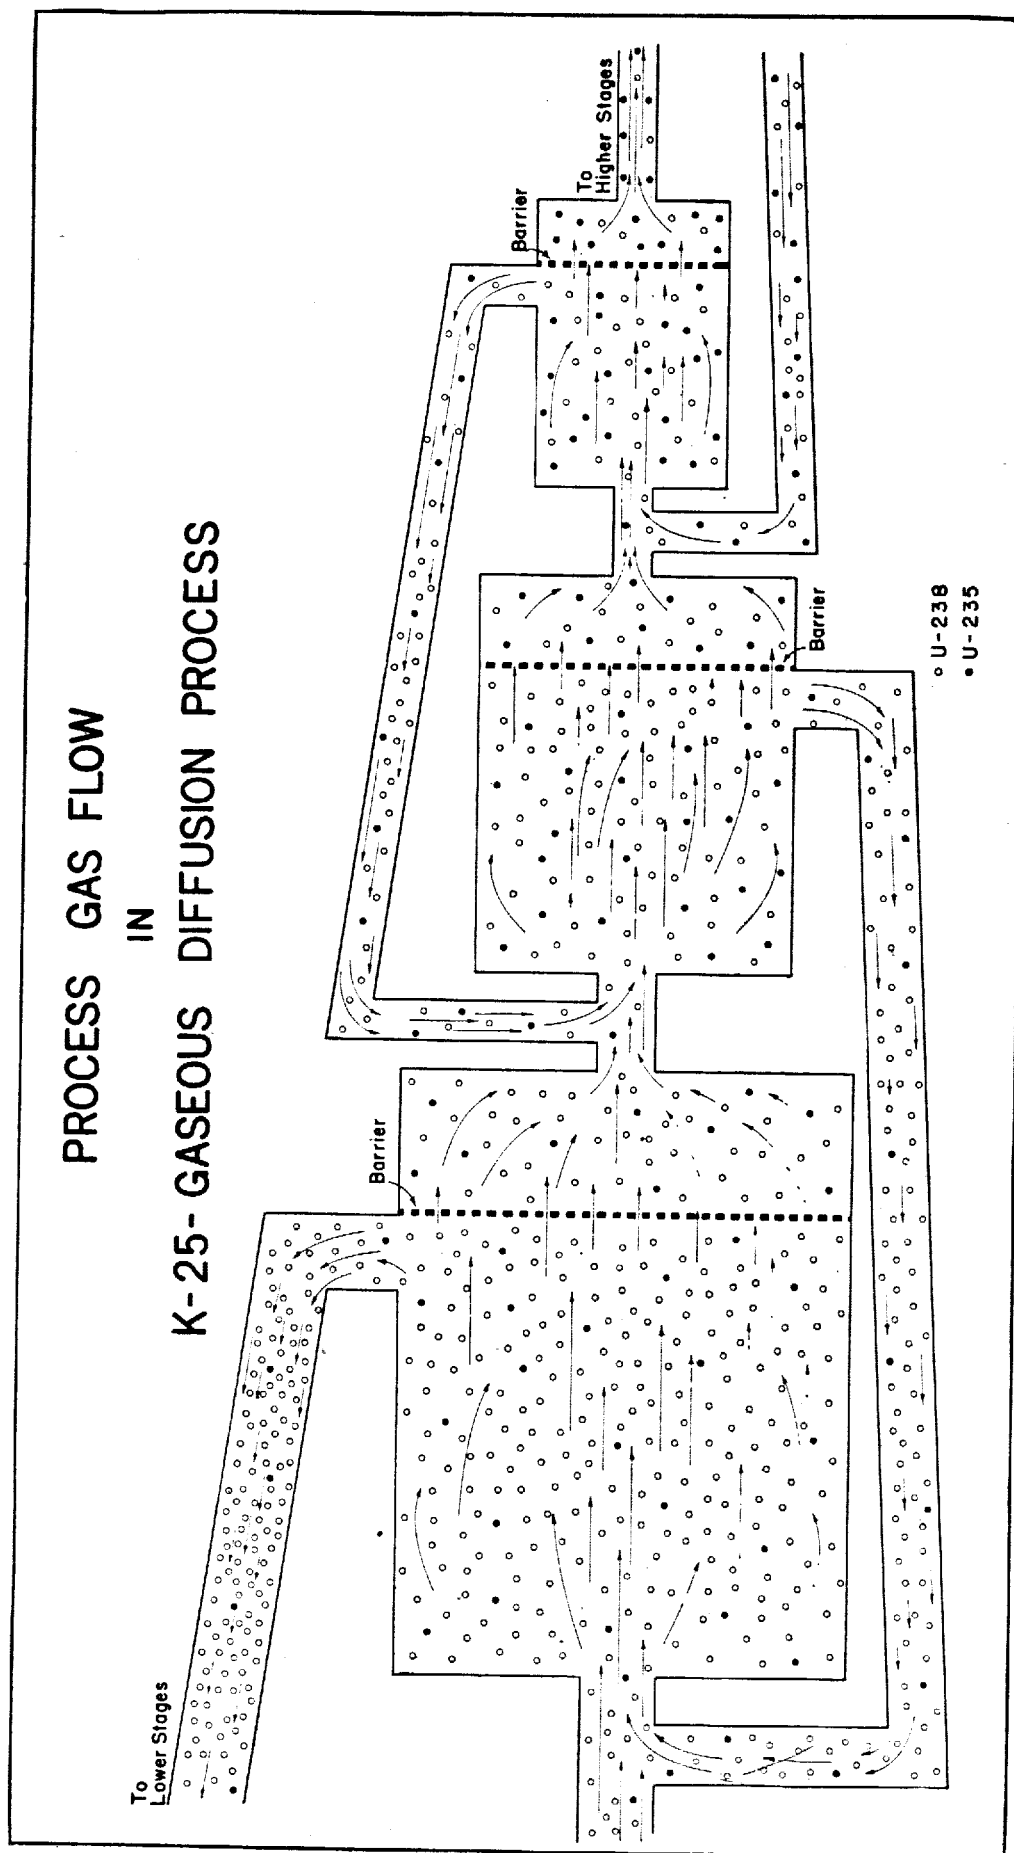 PROCESS GAS FLOW
IN
K-25-GASEOUS DIFFUSION PROCESS
To
Lower Stages
Barrier
Barrier
Barrier
To
Higher Stages
U-238
U-235